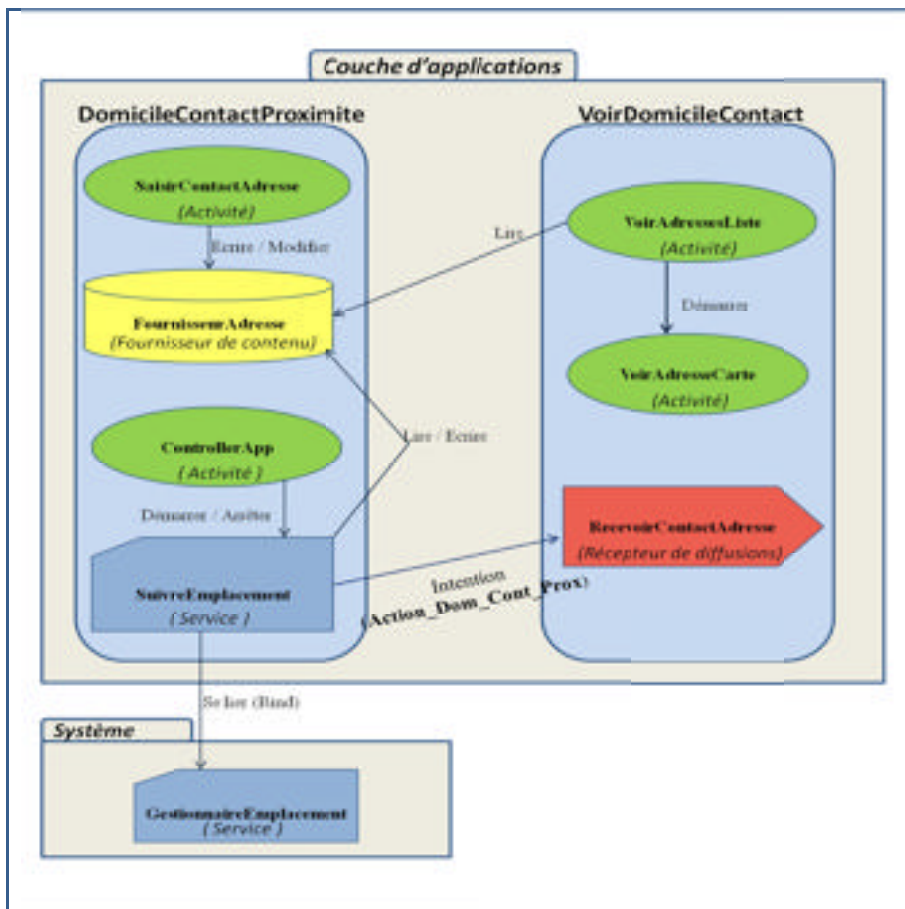 Couche d'applications
DomicileContactProximite
VoirDomicileContact
SaisirContactAdresse
(Activité)
Ecrire / Modifier
FournisseurAdresse
(Fournisseur de contenu)
ControllerApp
( Activité )
Démarrer / Arrêter
SuivreEmplacement
( Service )
Lire
Lire / Ecrire
VoirAdressesListe
(Activité)
Démarrer
VoirAdresseCarte
(Activité)
RecevoirContactAdresse
(Récepteur de diffusions)
Intention
(Action_Dom_Cont_Prox)
Se lier (Bind)
Système
GestionnaireEmplacement
( Service )